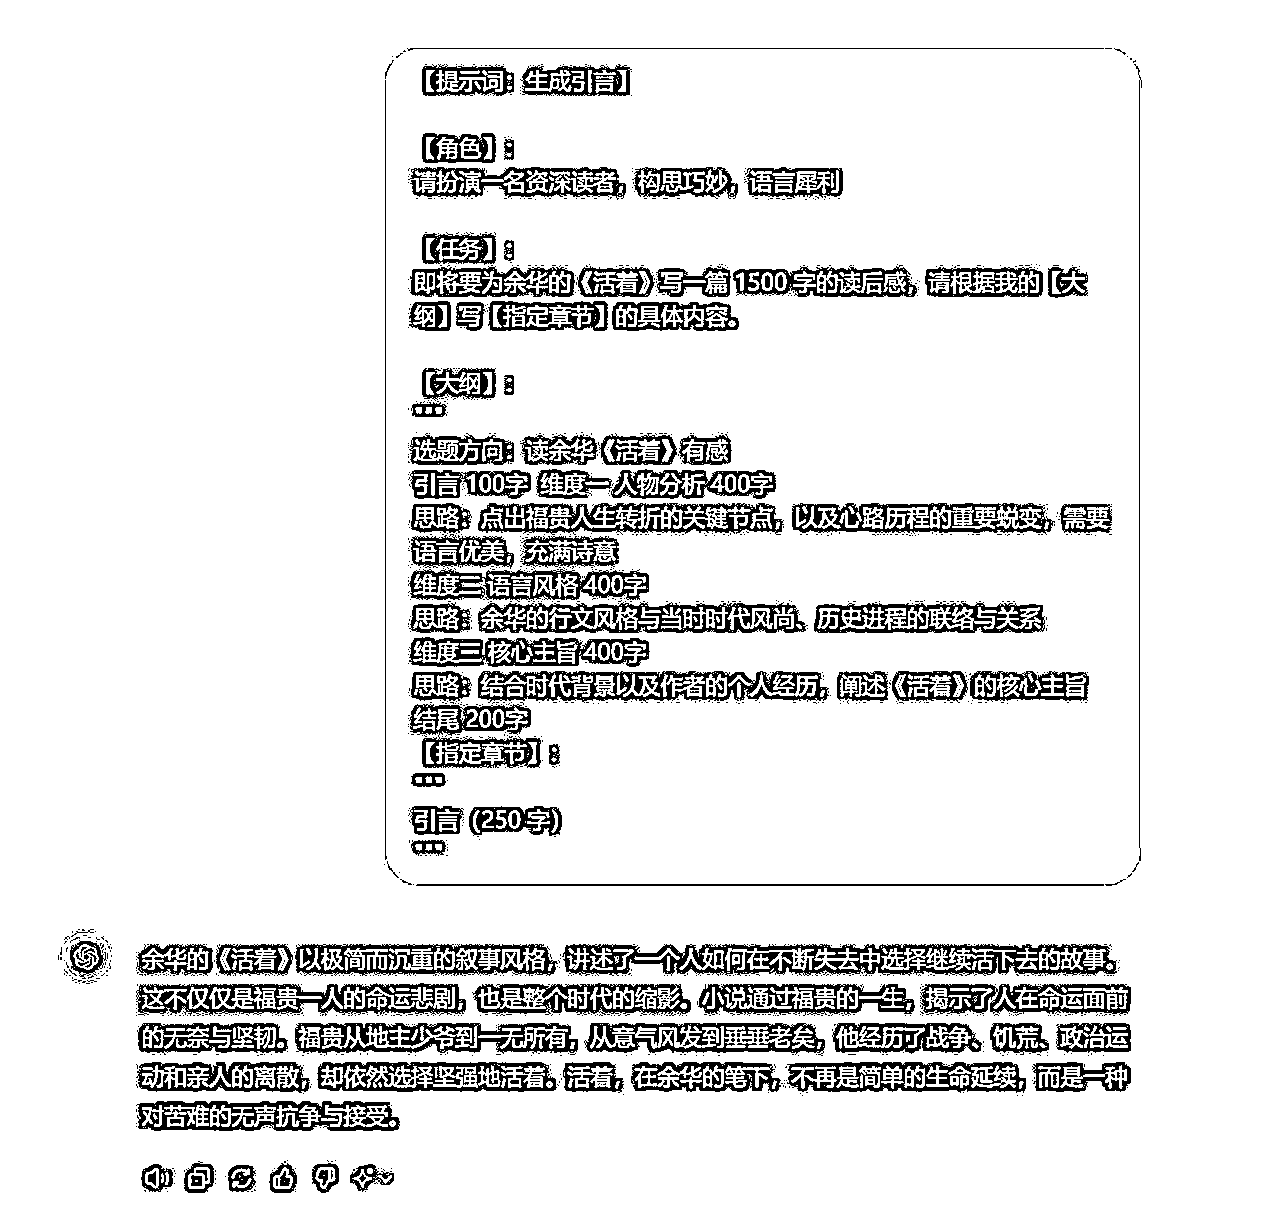 【提示词：生成引言】
【角色】：
请扮演一名资深读者，构思巧妙，语言犀利
【任务】：
即将要为余华的《活着》写一篇 1500 字的读后感，请根据我的【大
纲】写【指定章节】的具体内容。
【大纲】：
"""
选题方向：读余华《活着》有感
引言 100字 维度一 人物分析 400字
思路：点出福贵人生转折的关键节点，以及心路历程的重要蜕变，需要
语言优美，充满诗意
维度二 语言风格 400字
思路：余华的行文风格与当时时代风尚、历史进程的联络与关系
维度三 核心主旨 400字
思路：结合时代背景以及作者的个人经历，阐述《活着》的核心主旨
结尾 200字
【指定章节】：
"""
引言（250 字）
"""
余华的《活着》以极简而沉重的叙事风格，讲述了一个人如何在不断失去中选择继续活下去的故事。
这不仅仅是福贵一人的命运悲剧，也是整个时代的缩影。小说通过福贵的一生，揭示了人在命运面前
的无奈与坚韧。福贵从地主少爷到一无所有，从意气风发到垂垂老矣，他经历了战争、饥荒、政治运
动和亲人的离散，却依然选择坚强地活着。活着，在余华的笔下，不再是简单的生命延续，而是一种
对苦难的无声抗争与接受。